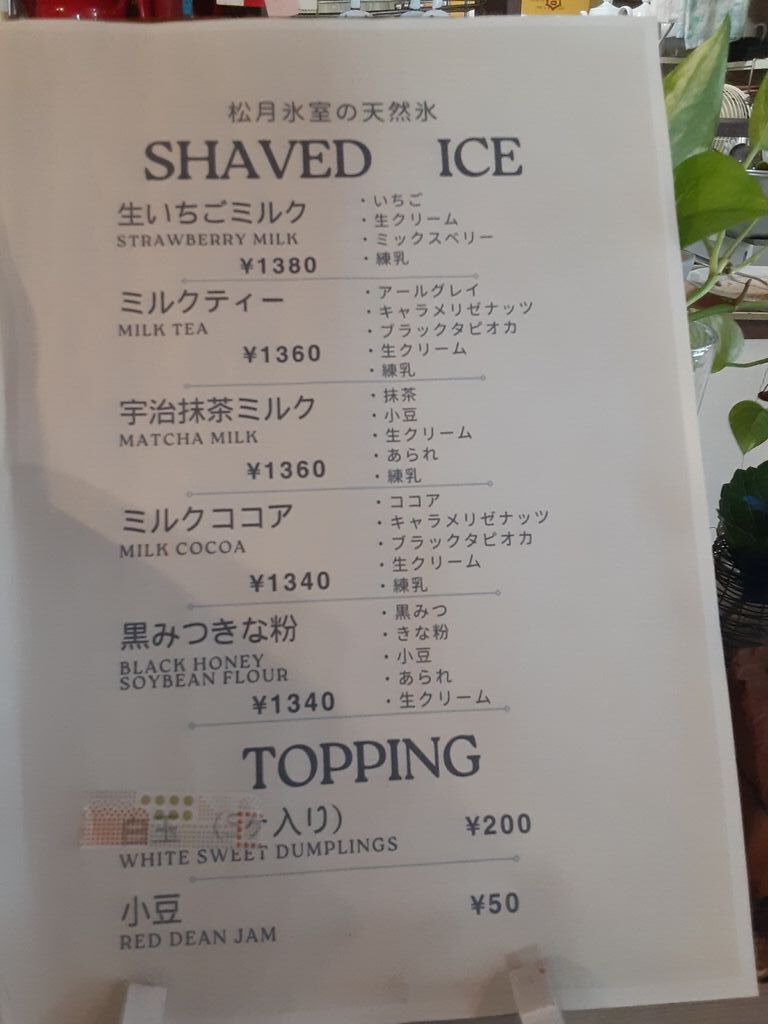 松月氷室の天然氷
SHAVED ICE
生いちごミルク
STRAWBERRY MILK
¥1380
・いちご
・生クリーム
・ミックスベリー
・練乳
ミルクティー
MILK TEA
¥1360
・アールグレイ
・キャラメリゼナッツ
・ブラックタピオカ
・生クリーム
・練乳
宇治抹茶ミルク
MATCHA MILK
¥1360
・抹茶
・小豆
・生クリーム
・あられ
・練乳
ミルクココア
MILK COCOA
¥1340
・ココア
・キャラメリゼナッツ
・ブラックタピオカ
・生クリーム
・練乳
黒みつきな粉
BLACK HONEY
SOYBEAN FLOUR
¥1340
・黒みつ
・きな粉
・小豆
・あられ
・生クリーム
TOPPING
白玉 入り） ¥200
WHITE SWEET DUMPLINGS
小豆 ¥50
RED DEAN JAM